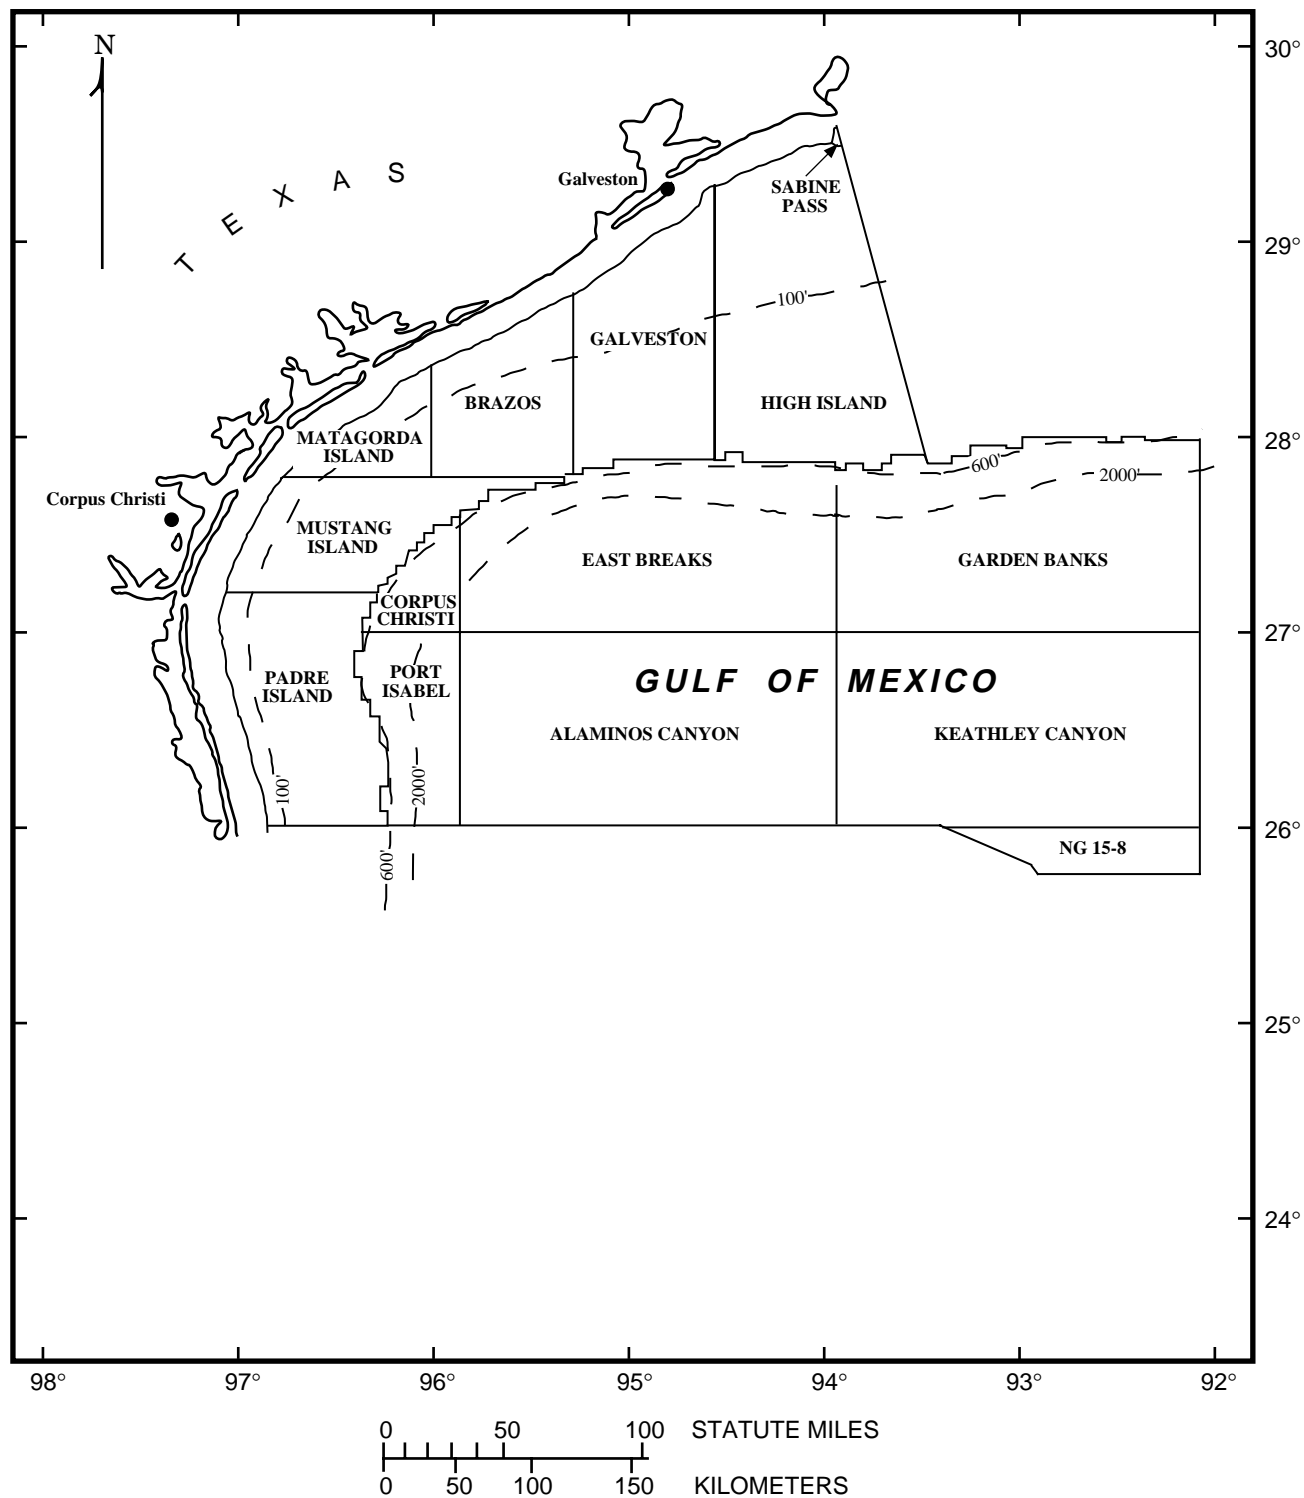 N
30°
TEXAS
Galveston
SABINE
PASS
29°
100'
GALVESTON
BRAZOS
HIGH ISLAND
MATAGORDA
ISLAND
28°
600'
2000'
Corpus Christi
MUSTANG
ISLAND
EAST BREAKS
GARDEN BANKS
CORPUS
CHRISTI
27°
PADRE
ISLAND
PORT
ISABEL
GULF OF MEXICO
ALAMINOS CANYON
KEATHLEY CANYON
100'
2000'
26°
600'
NG 15-8
25°
24°
98° 97° 96° 95° 94° 93° 92°
0 50 100 STATUTE MILES
0 50 100 150 KILOMETERS